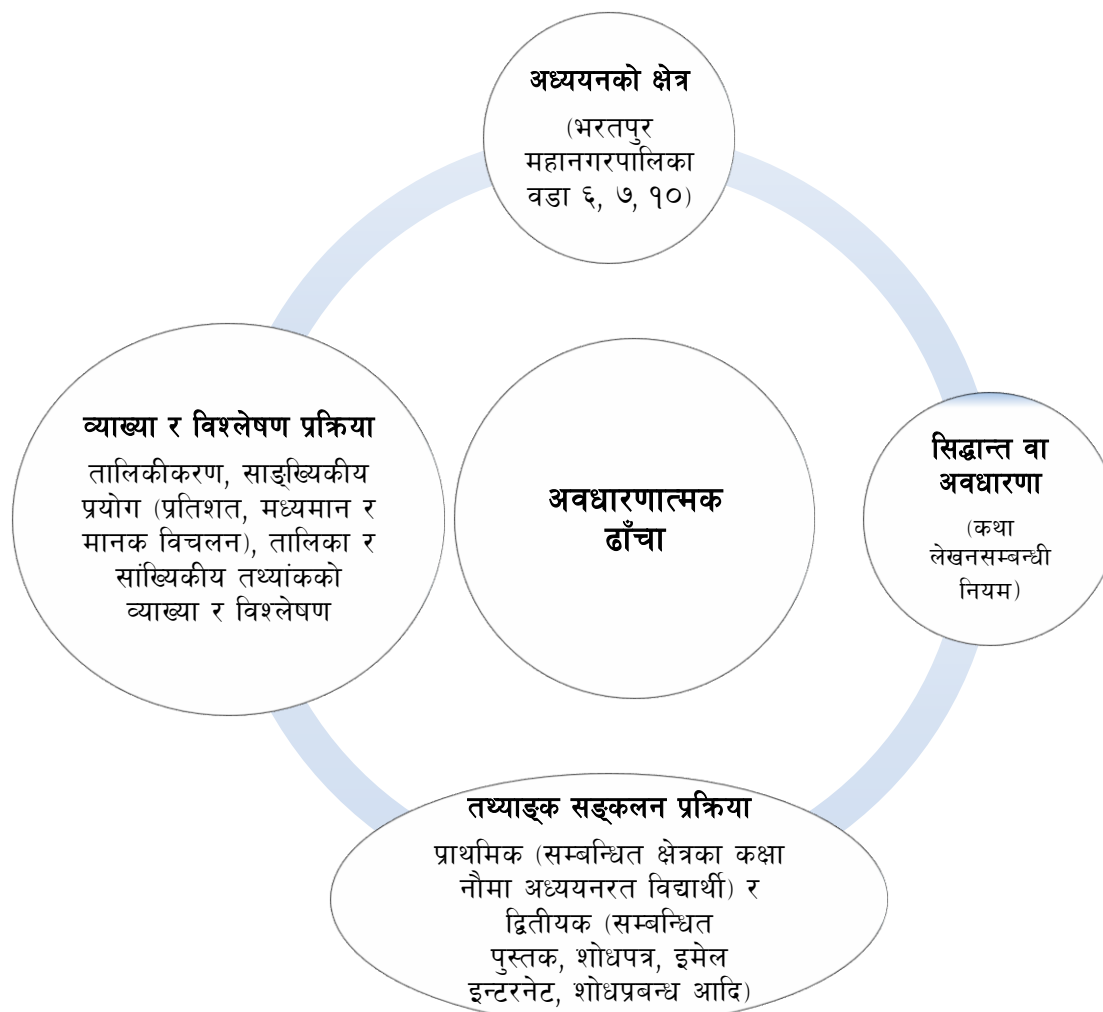 अध्ययनको क्षेत्र
(भरतपुर
महानगरपालिका
वडा ६, ७, १०)
सिद्धान्त वा
अवधारणा
(कथा
लेखनसम्बन्धी
नियम)
अवधारणात्मक
ढाँचा
व्याख्या र विश्लेषण प्रक्रिया
तालिकीकरण, साङ्ख्यिकीय
प्रयोग (प्रतिशत, मध्यमान र
मानक विचलन), तालिका र
सांख्यिकीय तथ्यांकको
व्याख्या र विश्लेषण
तथ्याङ्क सङ्कलन प्रक्रिया
प्राथमिक (सम्बन्धित क्षेत्रका कक्षा
नौमा अध्ययनरत विद्यार्थी) र
द्वितीयक (सम्बन्धित
पुस्तक, शोधपत्र, इमेल
इन्टरनेट, शोधप्रबन्ध आदि)